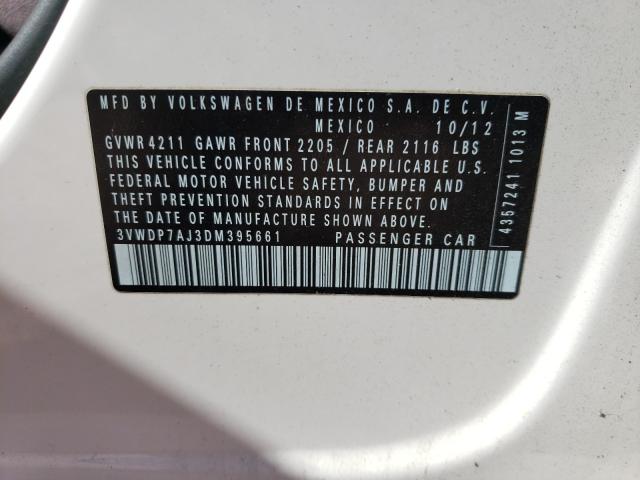 MFD BY VOLKSWAGEN DE MEXICO S.A. DE C.V.
MEXICO 10/12
GVWR 4211 GAWR FRONT 2205 / REAR 2116 LBS
THIS VEHICLE CONFORMS TO ALL APPLICABLE U.S.
FEDERAL MOTOR VEHICLE SAFETY, BUMPER AND
THEFT PREVENTION STANDARDS IN EFFECT ON
THE DATE OF MANUFACTURE SHOWN ABOVE
3VWDP7AJ3DM395661 PASSENGER CAR
4357241 1013 M